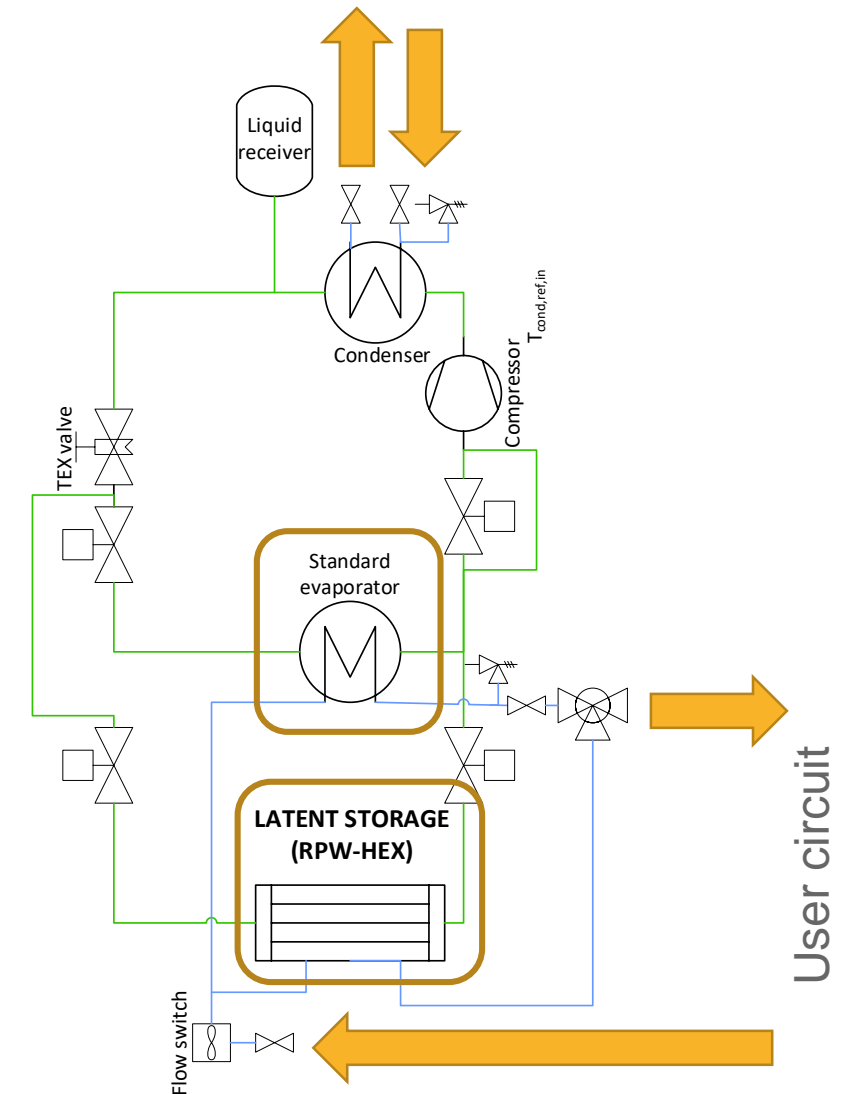 Liquid
receiver
Condenser
T_cond,ref,in
Compressor
TEX valve
Standard
evaporator
LATENT STORAGE
(RPW-HEX)
User circuit
Flow switch